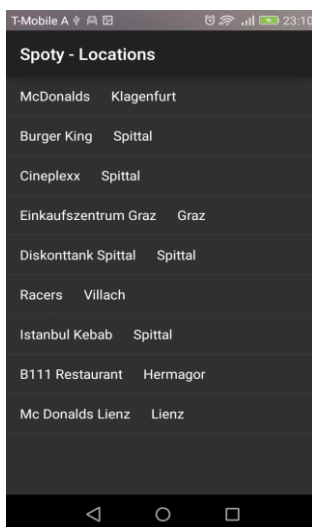 T-Mobile A 23:10
Spoty - Locations
McDonalds Klagenfurt
Burger King Spittal
Cineplexx Spittal
Einkaufszentrum Graz Graz
Diskonttank Spittal Spittal
Racers Villach
Istanbul Kebab Spittal
B111 Restaurant Hermagor
Mc Donalds Lienz Lienz